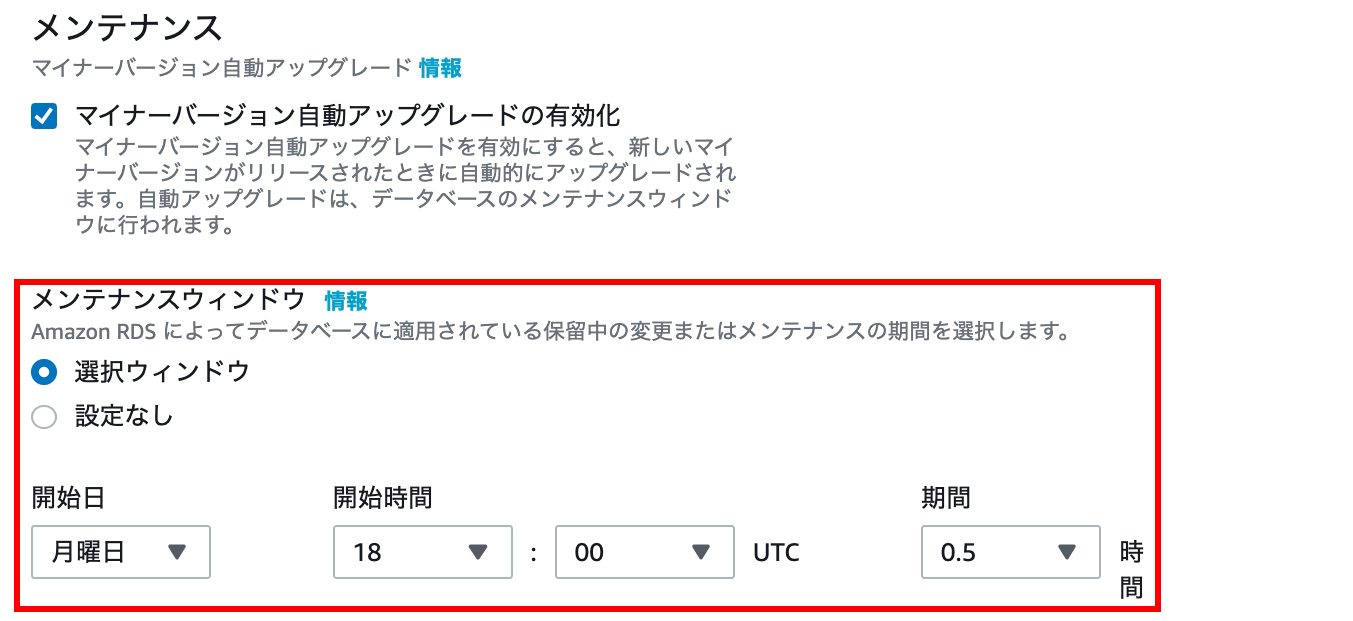 メンテナンス
マイナーバージョン自動アップグレード 情報
マイナーバージョン自動アップグレードの有効化
マイナーバージョン自動アップグレードを有効にすると、新しいマイ
ナーバージョンがリリースされたときに自動的にアップグレードされ
ます。自動アップグレードは、データベースのメンテナンスウィンド
ウに行われます。
メンテナンスウィンドウ 情報
Amazon RDS によってデータベースに適用されている保留中の変更またはメンテナンスの期間を選択します。
選択ウィンドウ
設定なし
開始日 開始時間 期間
月曜日 18 : 00 UTC 0.5 時
間